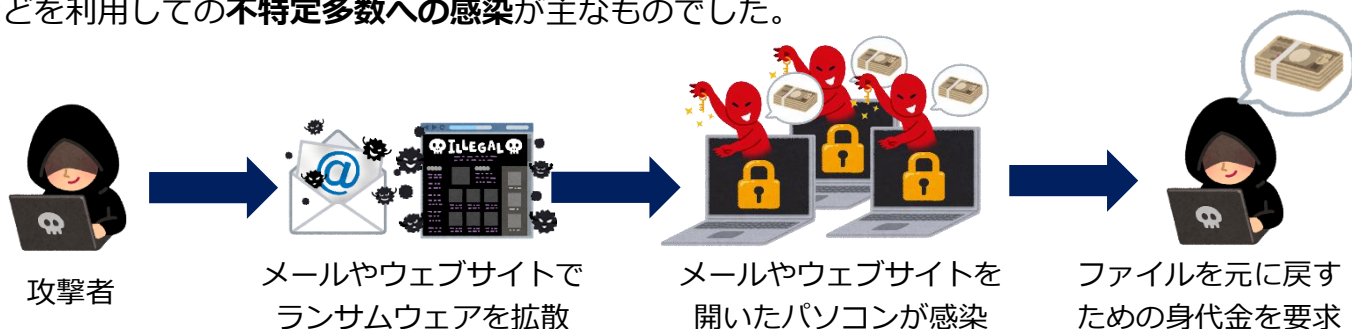 どを利用しての不特定多数への感染が主なものでした。
ILLEGAL
攻撃者
メールやウェブサイトで
ランサムウェアを拡散
メールやウェブサイトを
開いたパソコンが感染
ファイルを元に戻す
ための身代金を要求